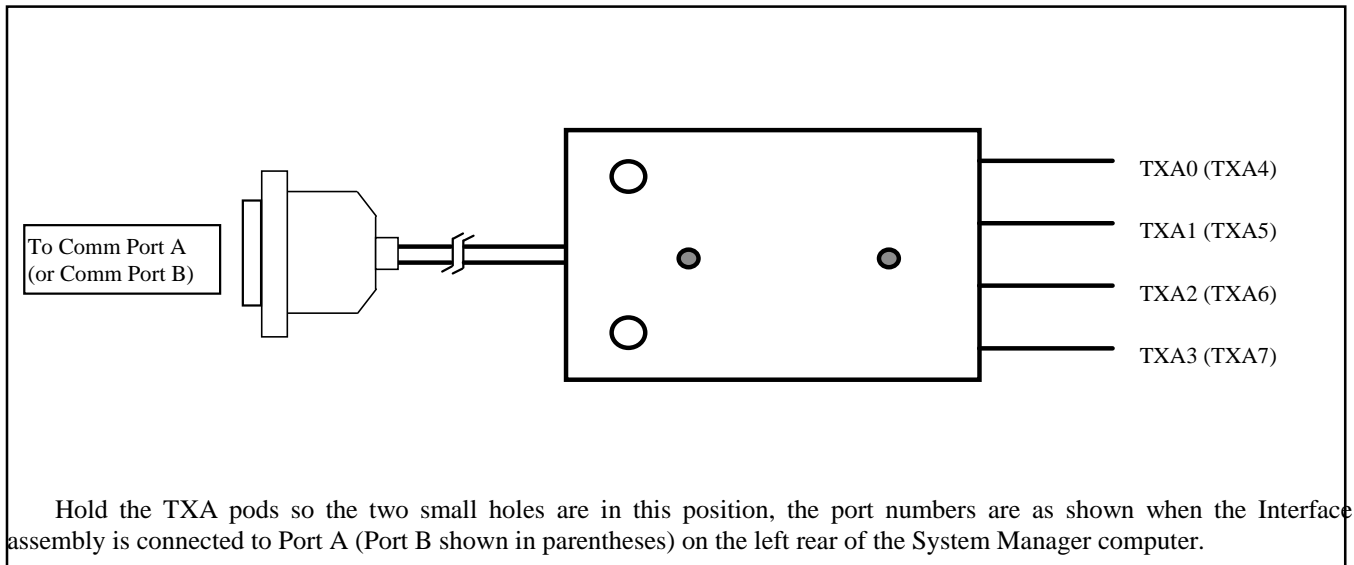 To Comm Port A
(or Comm Port B)
TXA0 (TXA4)
TXA1 (TXA5)
TXA2 (TXA6)
TXA3 (TXA7)
Hold the TXA pods so the two small holes are in this position, the port numbers are as shown when the Interface
assembly is connected to Port A (Port B shown in parentheses) on the left rear of the System Manager computer.